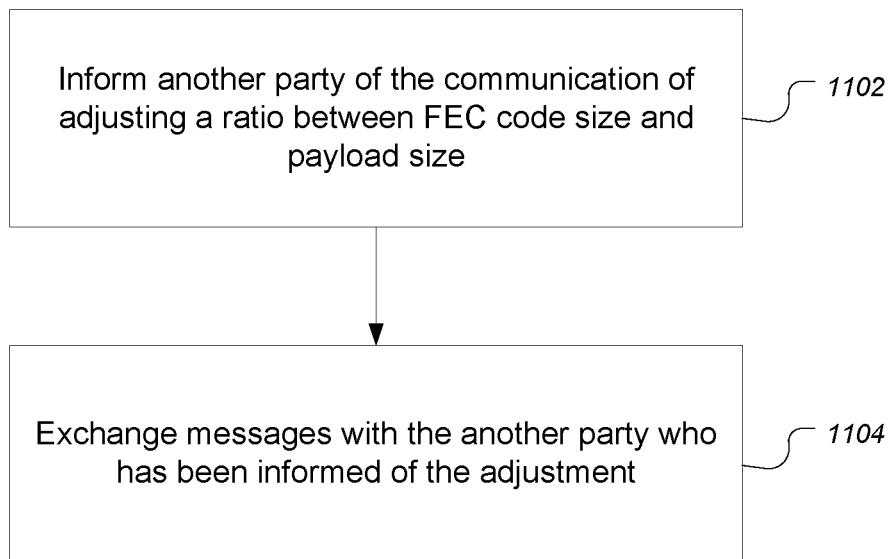 Inform another party of the communication of
adjusting a ratio between FEC code size and
payload size
1102
Exchange messages with the another party who
has been informed of the adjustment
1104